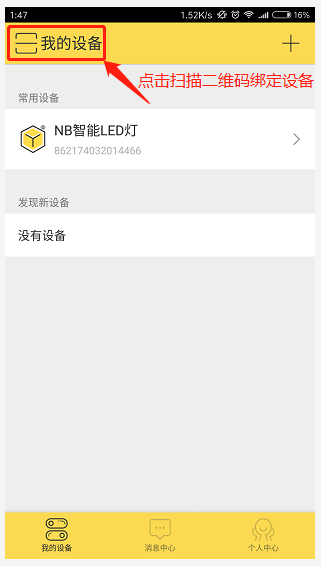 1:47
1.52K/s
16%
我的设备
点击扫描二维码绑定设备
常用设备
NB智能LED灯
862174032014466
发现新设备
没有设备
我的设备
消息中心
个人中心